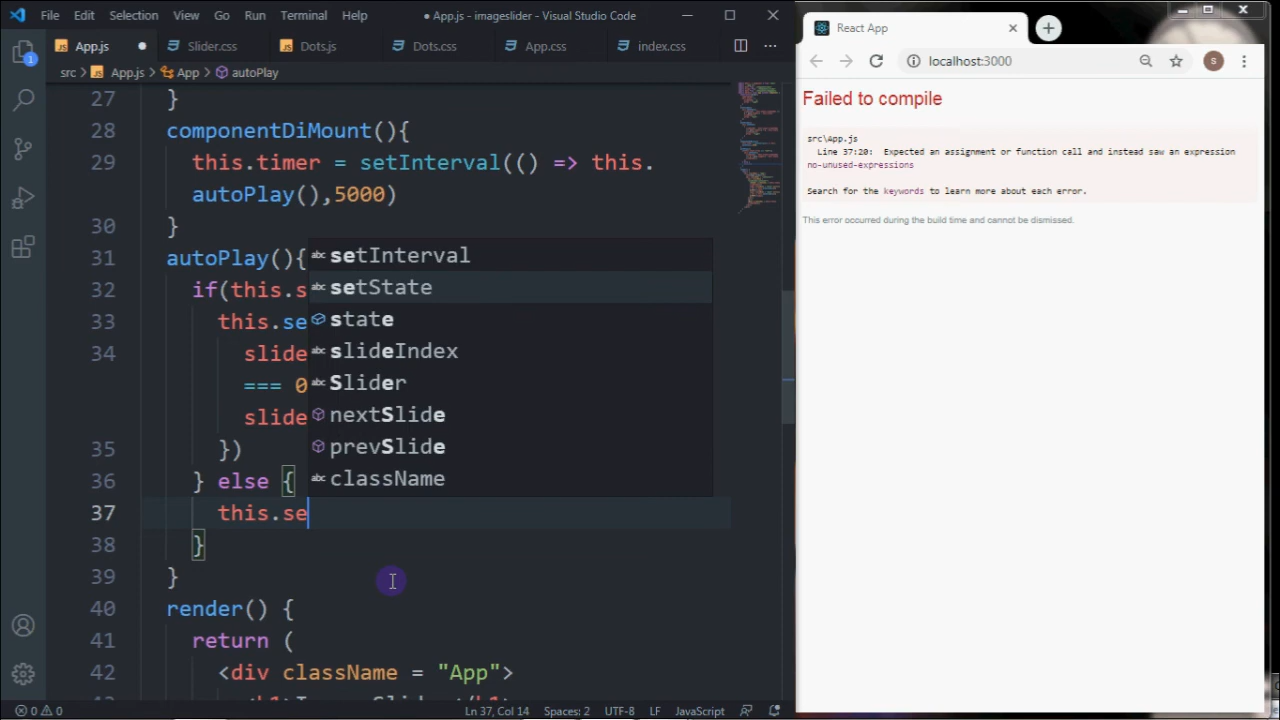 File Edit Selection View Go Run Terminal Help ● App.js - imageslider - Visual Studio Code
App.js Slider.css Dots.js Dots.css App.css index.css
src > App.js > App > autoPlay
27 }
28 componentDiMount(){
29 this.timer = setInterval(() => this.
autoPlay(),5000)
30 }
31 autoPlay(){
32 if(this.s
33 this.se
34 slide
=== 0
slide
35 })
36 } else {
37 this.se
38 }
39 }
40 render() {
41 return (
42 <div className = "App">
setInterval
setState
state
slideIndex
Slider
nextSlide
prevSlide
className
1
0 0 Ln 37, Col 14 Spaces: 2 UTF-8 LF JavaScript
React App
localhost:3000
S
Failed to compile
src\App.js
Line 37:20: Expected an assignment or function call and instead saw an expression
no-unused-expressions
Search for the keywords to learn more about each error.
This error occurred during the build time and cannot be dismissed.